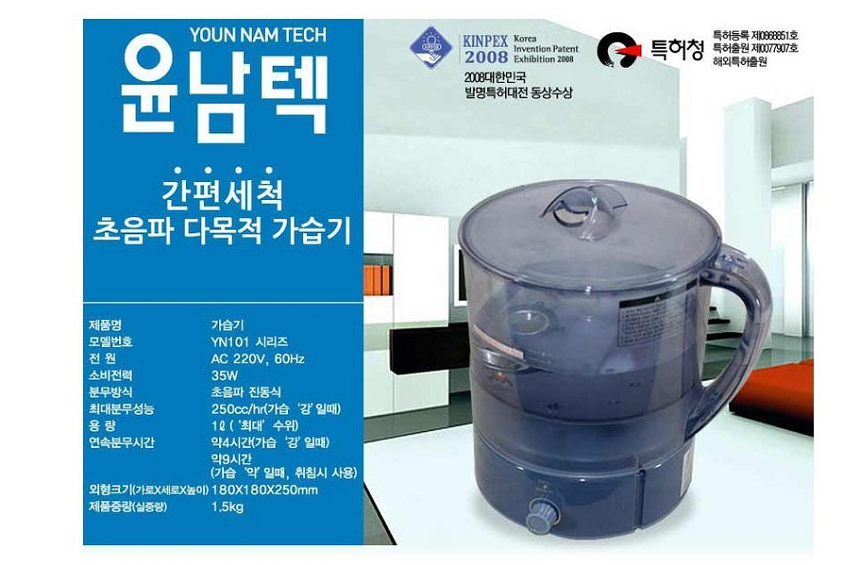 YOUN NAM TECH
윤남텍
간편세척
초음파 다목적 가습기
KINPEX
2008
Korea
Invention Patent
Exhibition 2008
2008대한민국
발명특허대전 동상수상
특허청
특허등록 제0868851호
특허출원 제0077907호
해외특허출원
제품명 가습기
모델번호 YN101 시리즈
전 원 AC 220V, 60Hz
소비전력 35W
분무방식 초음파 진동식
최대분무성능 250cc/hr(가습 '강'일때)
용 량 1ℓ ('최대' 수위)
연속분무시간 약4시간(가습 '강'일때)
약9시간
(가습 '약'일때, 취침시 사용)
외형크기(가로X세로X높이) 180X180X250mm
제품중량(실중량) 1.5kg